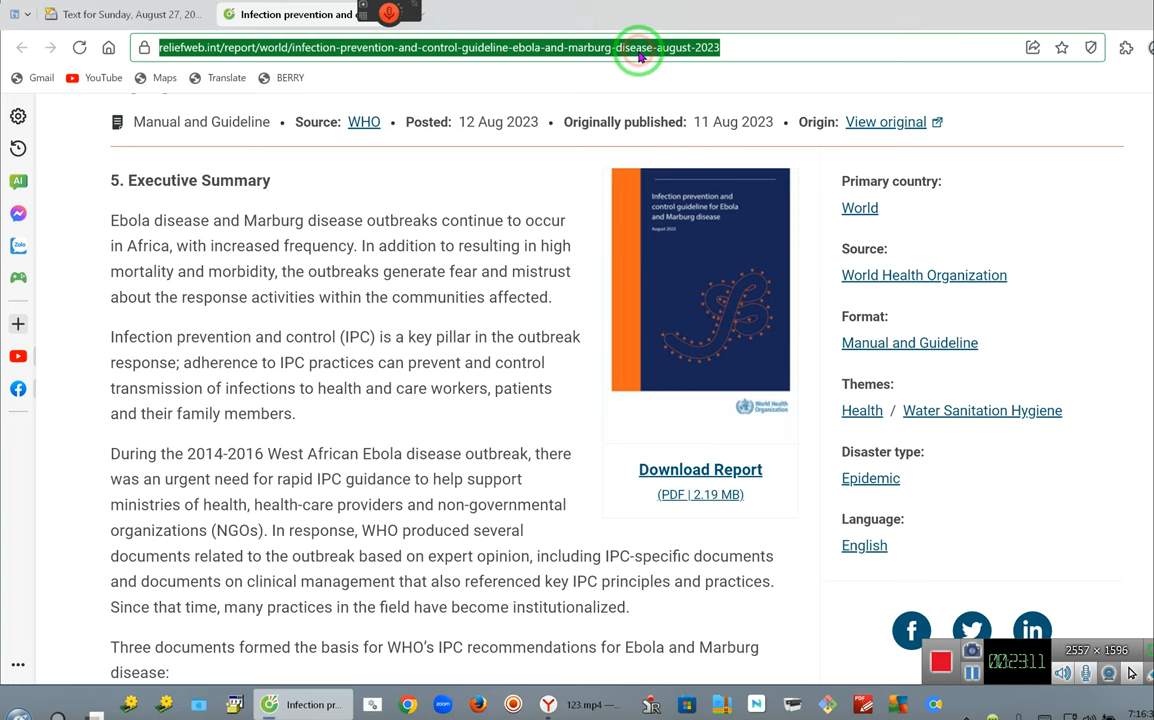 Text for Sunday, August 27, 20...
Infection prevention and
reliefweb.int/report/world/infection-prevention-and-control-guideline-ebola-and-marburg-disease-august-2023
Gmail YouTube Maps Translate BERRY
Manual and Guideline • Source: WHO • Posted: 12 Aug 2023 • Originally published: 11 Aug 2023 • Origin: View original
5. Executive Summary
Ebola disease and Marburg disease outbreaks continue to occur
in Africa, with increased frequency. In addition to resulting in high
mortality and morbidity, the outbreaks generate fear and mistrust
about the response activities within the communities affected.
Infection prevention and control (IPC) is a key pillar in the outbreak
response; adherence to IPC practices can prevent and control
transmission of infections to health and care workers, patients
and their family members.
During the 2014-2016 West African Ebola disease outbreak, there
was an urgent need for rapid IPC guidance to help support
ministries of health, health-care providers and non-governmental
organizations (NGOs). In response, WHO produced several
documents related to the outbreak based on expert opinion, including IPC-specific documents
and documents on clinical management that also referenced key IPC principles and practices.
Since that time, many practices in the field have become institutionalized.
Three documents formed the basis for WHO's IPC recommendations for Ebola and Marburg
disease:
Infection prevention and
control guideline for Ebola
and Marburg disease
August 2023
World Health
Organization
Download Report
(PDF | 2.19 MB)
Primary country:
World
Source:
World Health Organization
Format:
Manual and Guideline
Themes:
Health / Water Sanitation Hygiene
Disaster type:
Epidemic
Language:
English
AI
Zalo
f
in
2557 × 1596
002311
Infection pr...
zoom
Y
123.mp4 —...
N
PDF
7:16:3